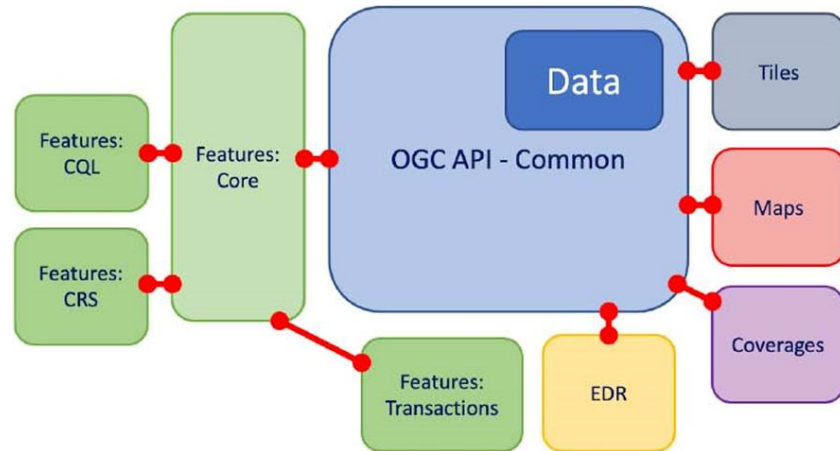 Data
Tiles
Features:
CQL
Features:
Core
OGC API - Common
Maps
Features:
CRS
Coverages
Features:
Transactions
EDR